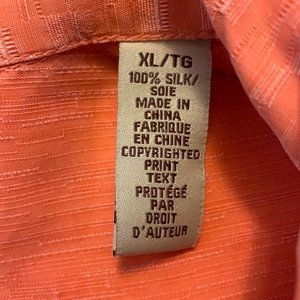 XL/TG
100% SILK/
SOIE
MADE IN
CHINA
FABRIQUE
EN CHINE
COPYRIGHTED
PRINT
TEXT
PROTÉGÉ
PAR
DROIT
D'AUTEUR